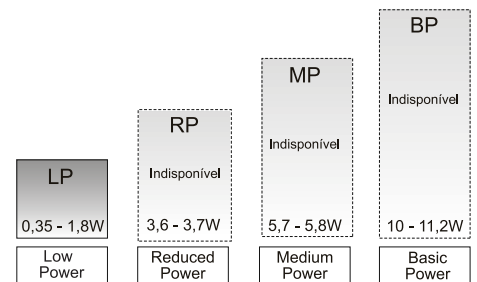 LP
0,35 - 1,8W
Low
Power
RP
Indisponível
3,6 - 3,7W
Reduced
Power
MP
Indisponível
5,7 - 5,8W
Medium
Power
BP
Indisponível
10 - 11,2W
Basic
Power